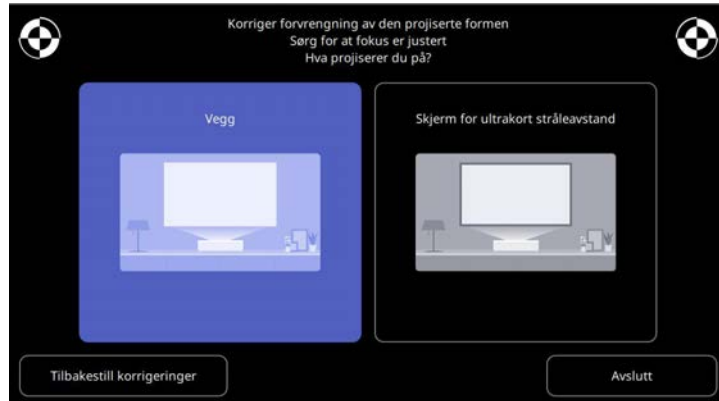 Korriger forvrengning av den projiserte formen
Sørg for at fokus er justert
Hva projiserer du på?
Vegg
Skjerm for ultrakort stråleavstand
Tilbakestill korrigeringer
Avslutt